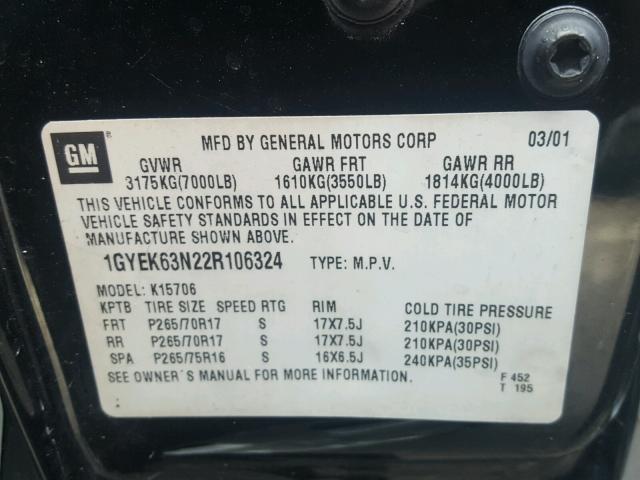 GM ®
MFD BY GENERAL MOTORS CORP 03/01
GVWR GAWR FRT GAWR RR
3175KG(7000LB) 1610KG(3550LB) 1814KG(4000LB)
THIS VEHICLE CONFORMS TO ALL APPLICABLE U.S. FEDERAL MOTOR
VEHICLE SAFETY STANDARDS IN EFFECT ON THE DATE OF
MANUFACTURE SHOWN ABOVE.
1GYEK63N22R106324 TYPE: M.P.V.
MODEL: K15706
KPTB TIRE SIZE SPEED RTG RIM COLD TIRE PRESSURE
FRT P265/70R17 S 17X7.5J 210KPA(30PSI)
RR P265/70R17 S 17X7.5J 210KPA(30PSI)
SPA P265/75R16 S 16X6.5J 240KPA(35PSI)
SEE OWNER'S MANUAL FOR MORE INFORMATION.
F 452
T 195